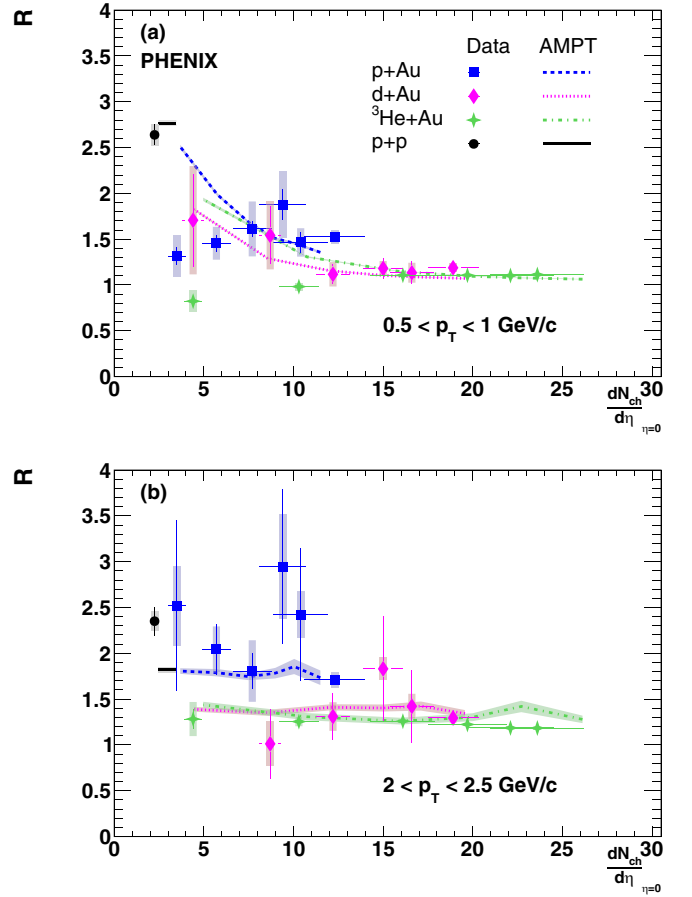 R
4
(a)
Data AMPT
PHENIX
p+Au
3.5
d+Au
3
³He+Au
p+p
2.5
2
1.5
1
0.5
0.5 < p_T < 1 GeV/c
0
0 5 10 15 20 25 30
dN_ch
dη η=0
R
4
(b)
3.5
3
2.5
2
1.5
1
0.5
2 < p_T < 2.5 GeV/c
0
0 5 10 15 20 25 30
dN_ch
dη η=0